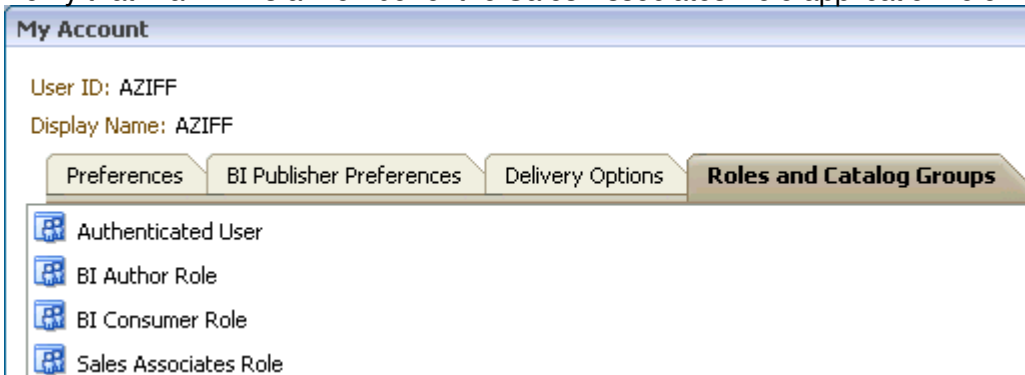 My Account
User ID: AZIFF
Display Name: AZIFF
Preferences BI Publisher Preferences Delivery Options Roles and Catalog Groups
Authenticated User
BI Author Role
BI Consumer Role
Sales Associates Role